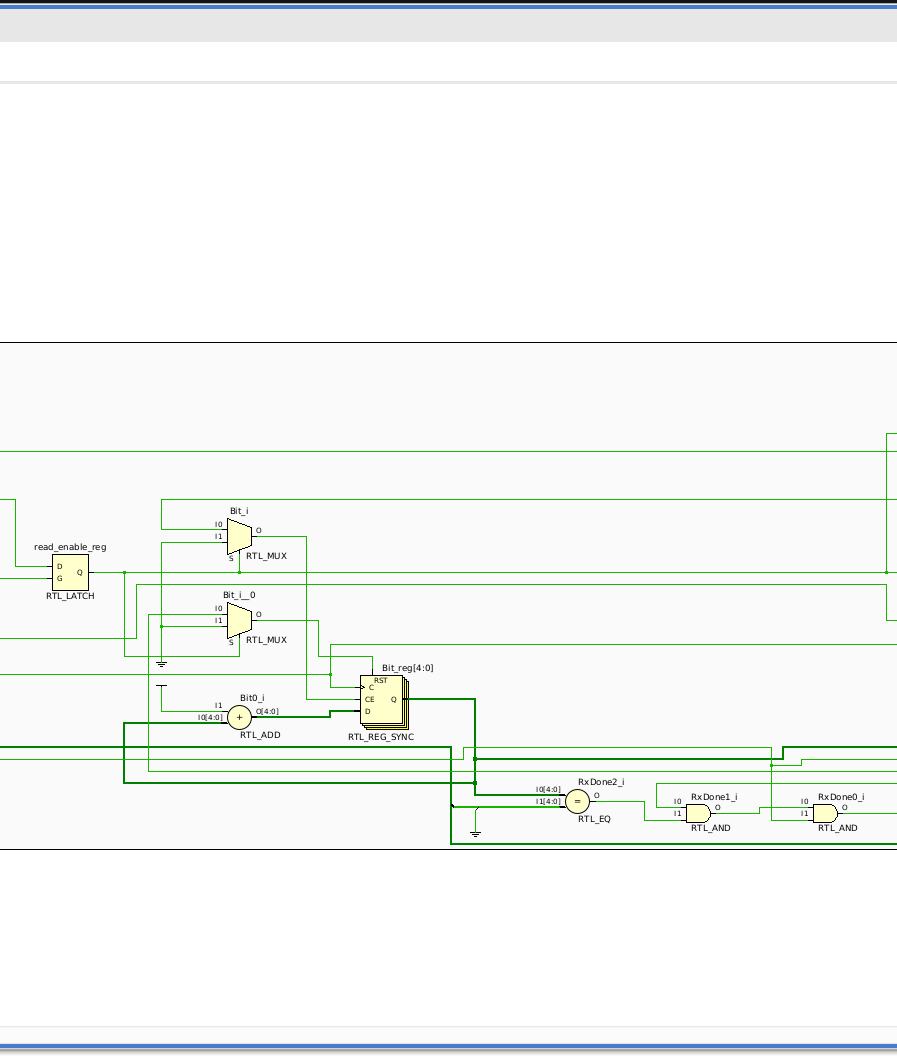 Bit_i
I0
I1
O
S
RTL_MUX
read_enable_reg
D
G
Q
RTL_LATCH
Bit_i__0
I0
I1
O
S
RTL_MUX
Bit_reg[4:0]
RST
C
CE
D
Q
RTL_REG_SYNC
Bit0_i
I1
I0[4:0]
+
O[4:0]
RTL_ADD
RxDone2_i
I0[4:0]
I1[4:0]
=
O
RTL_EQ
RxDone1_i
I0
I1
O
RTL_AND
RxDone0_i
I0
I1
O
RTL_AND